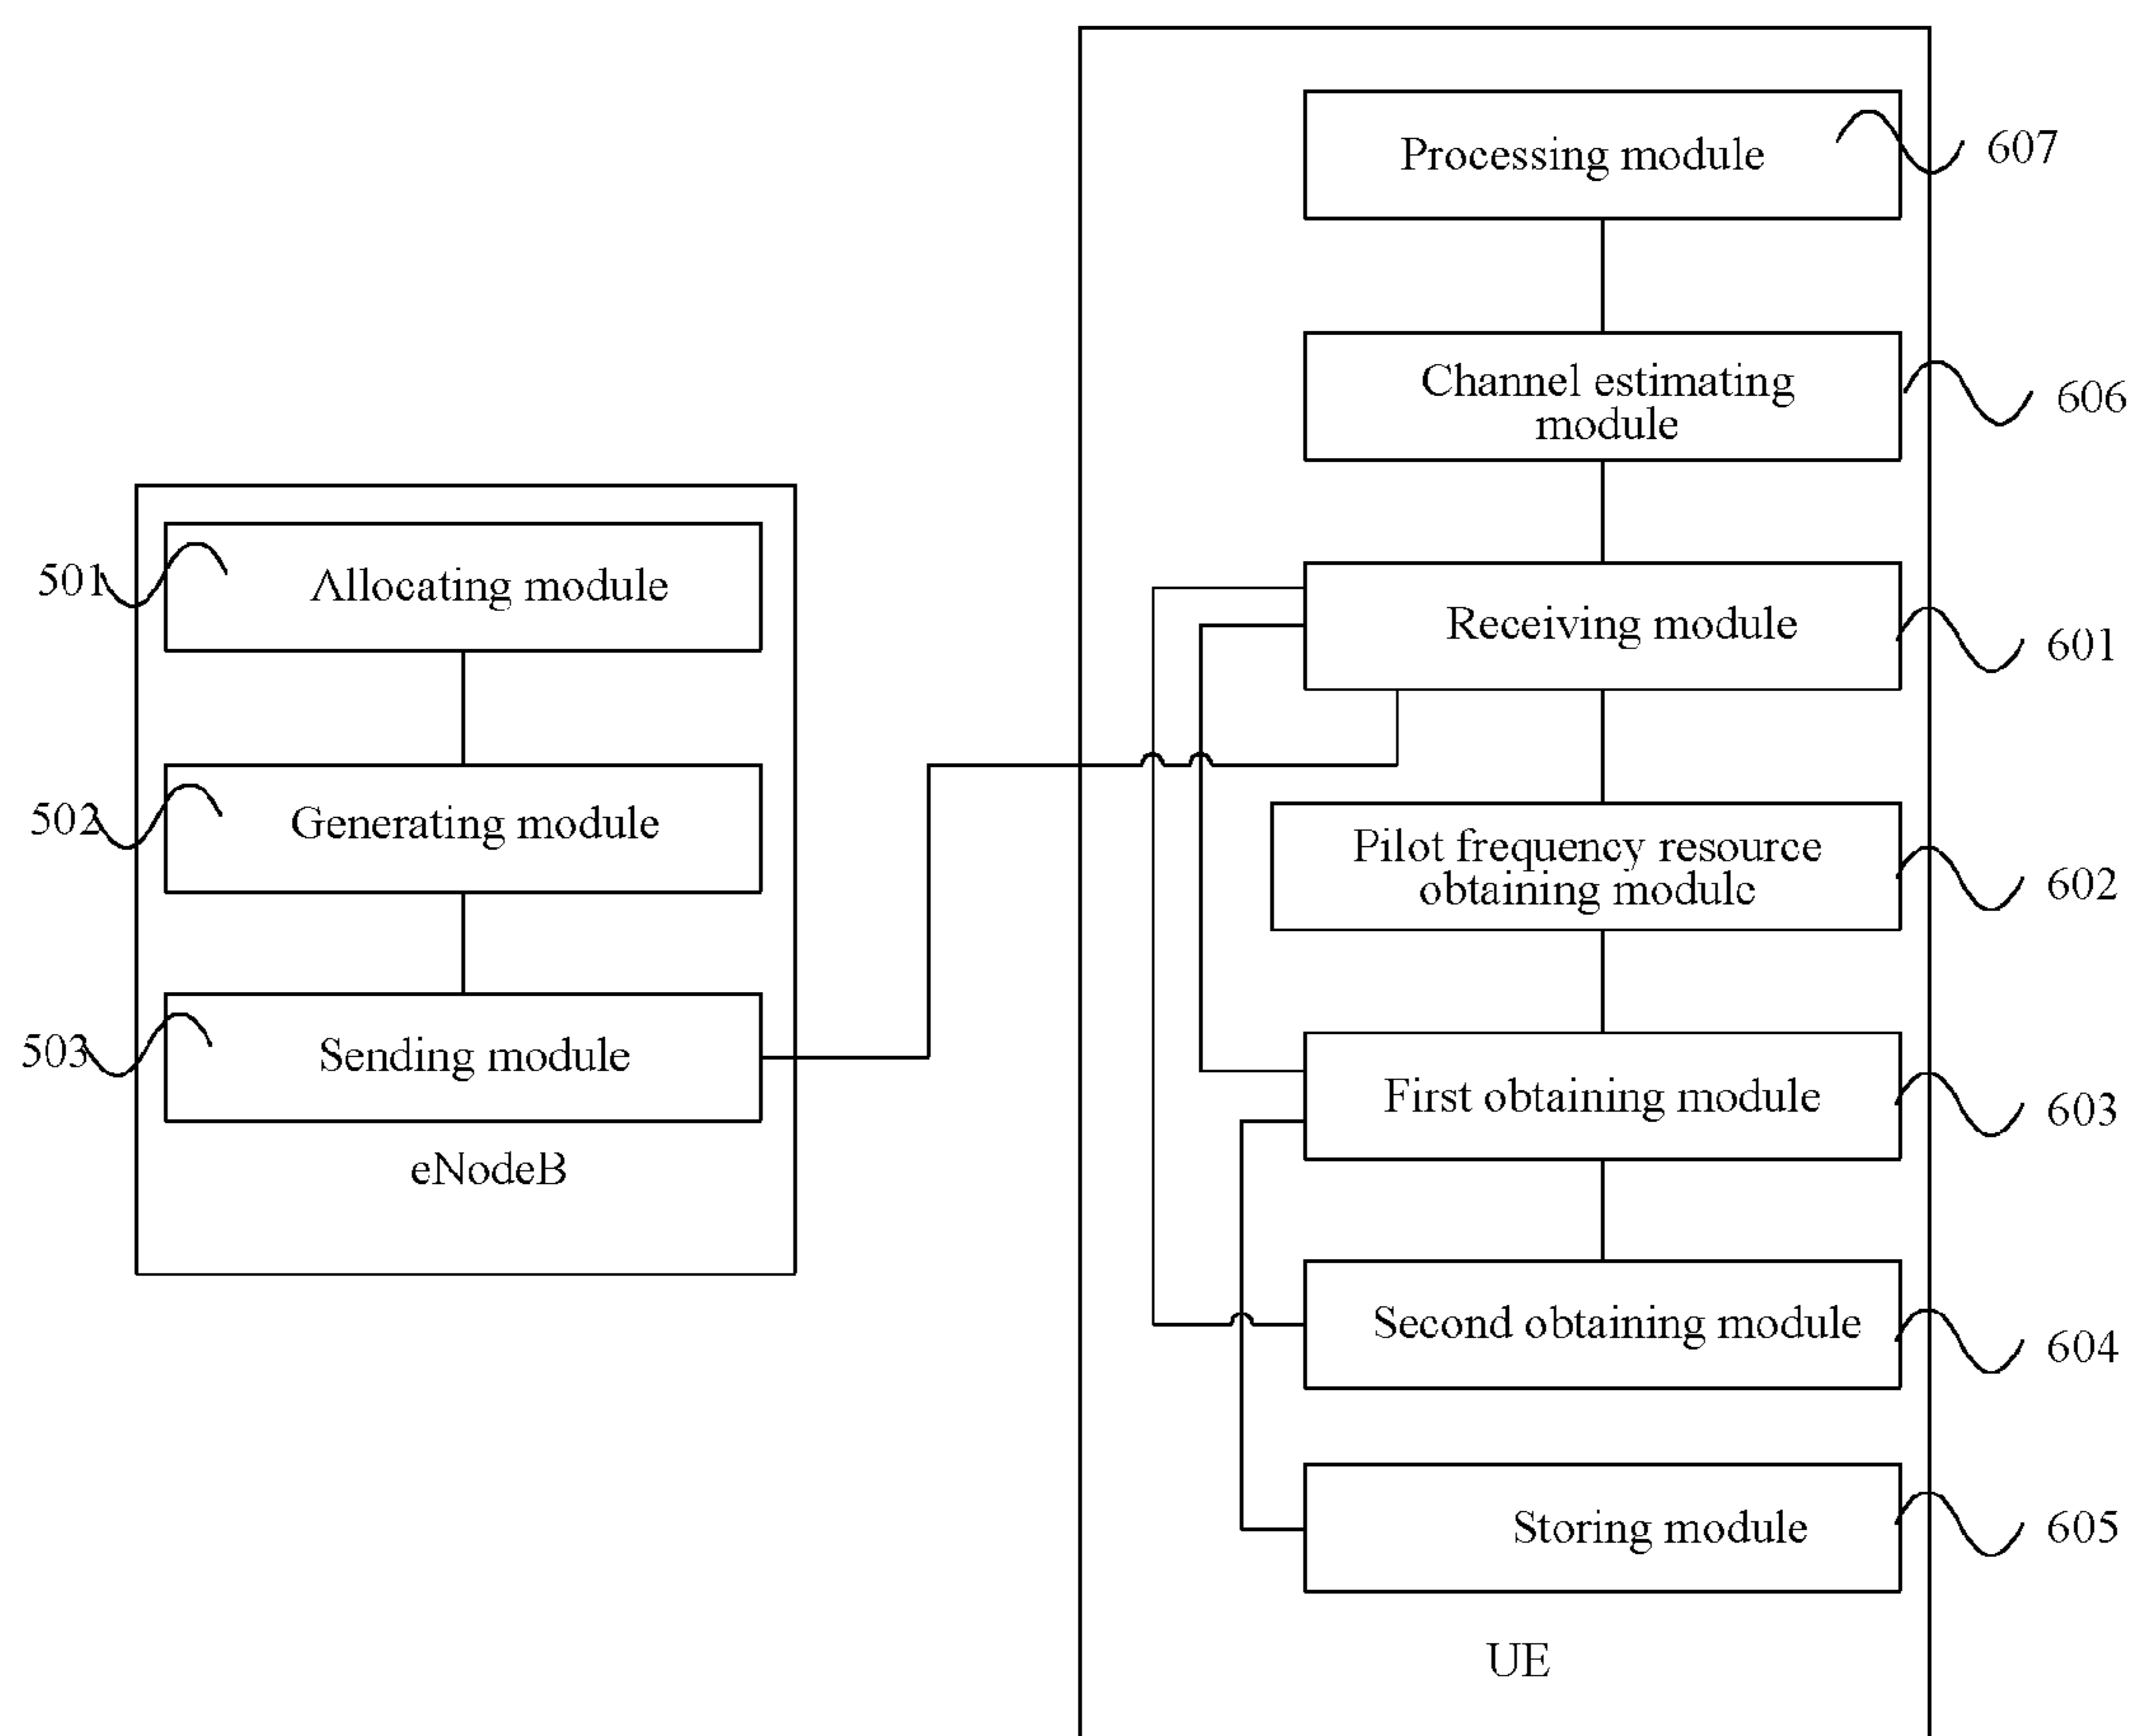 Processing module
607
Channel estimating
module
606
501
Allocating module
Receiving module
601
502
Generating module
Pilot frequency resource
obtaining module
602
503
Sending module
First obtaining module
603
eNodeB
Second obtaining module
604
Storing module
605
UE